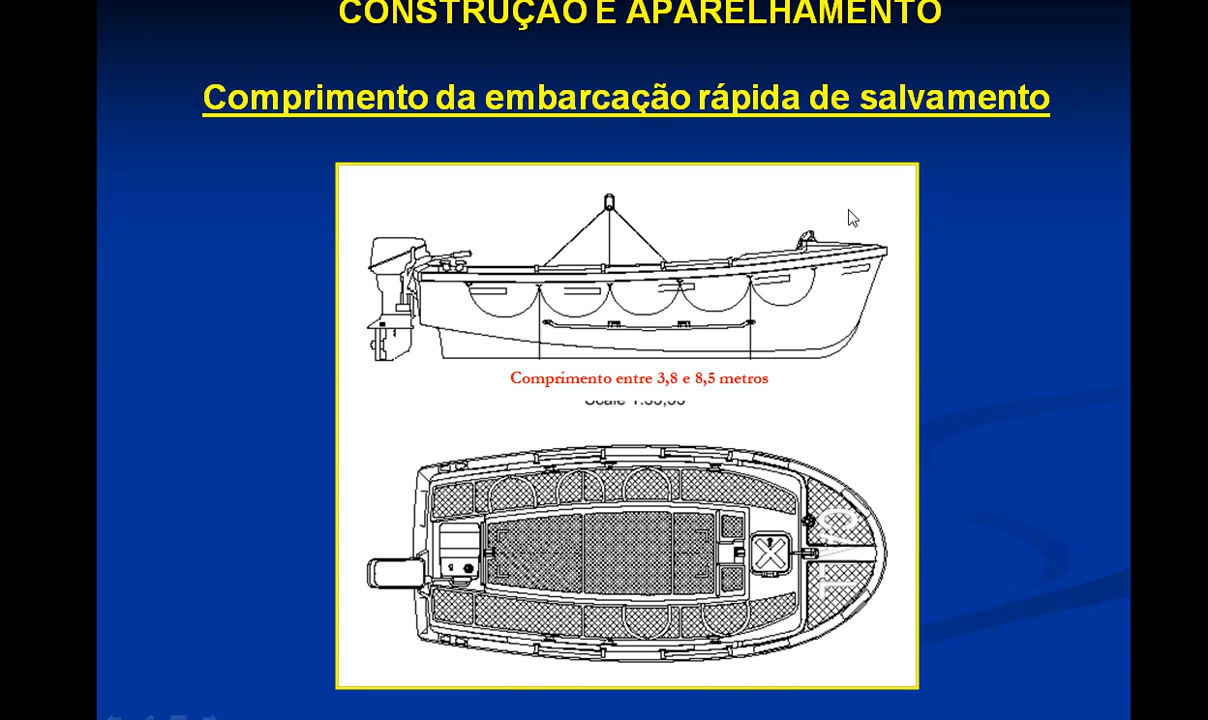 CONSTRUÇÃO E APARELHAMENTO
Comprimento da embarcação rápida de salvamento
Comprimento entre 3,8 e 8,5 metros